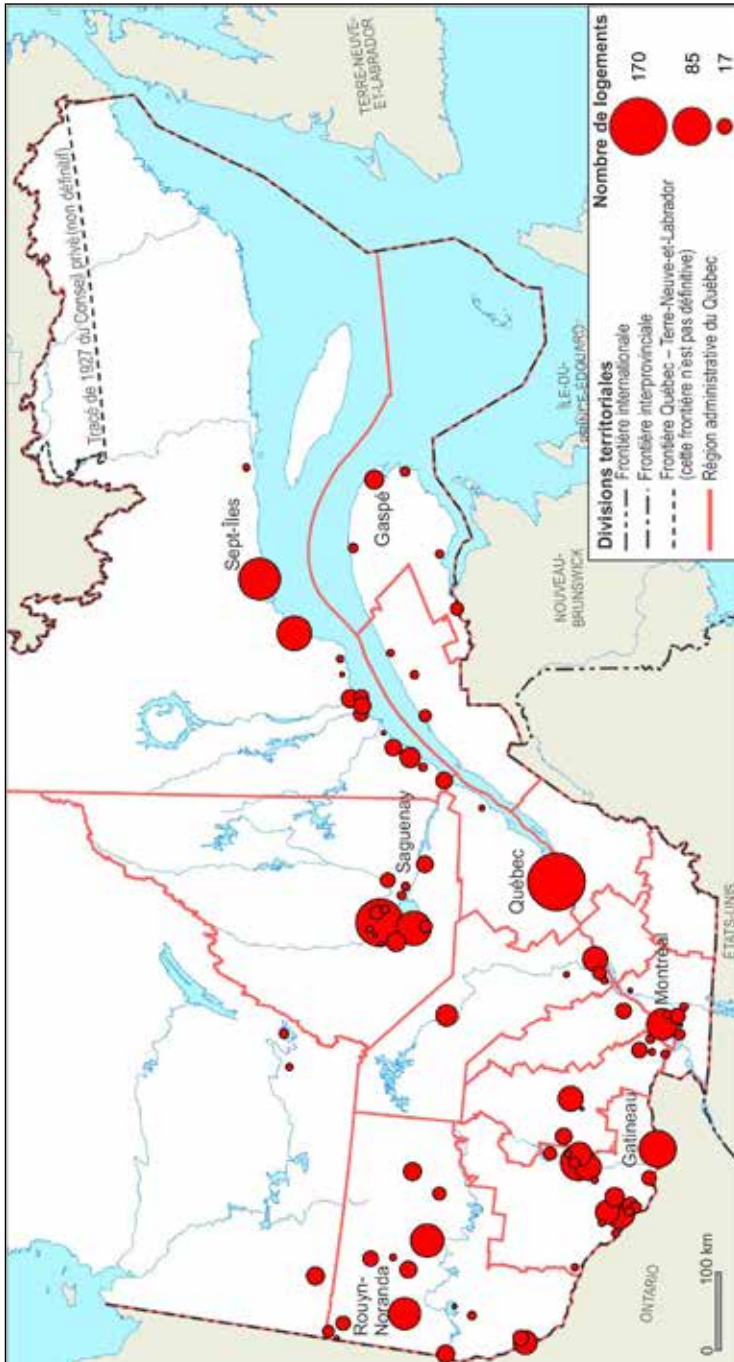 TERRE-NEUVE-
ET-LABRADOR
Tracé de 1927 du Conseil privé (non définitif)
Sept-Îles
Gaspé
ÎLE-DU-
PRINCE-ÉDOUARD
NOUVEAU-
BRUNSWICK
Saguenay
Québec
ÉTATS-UNIS
Montréal
Gatineau
Rouyn-
Noranda
ONTARIO
0 100 km
Divisions territoriales
Frontière internationale
Frontière interprovinciale
Frontière Québec – Terre-Neuve-et-Labrador
(cette frontière n'est pas définitive)
Région administrative du Québec
Nombre de logements
170
85
17